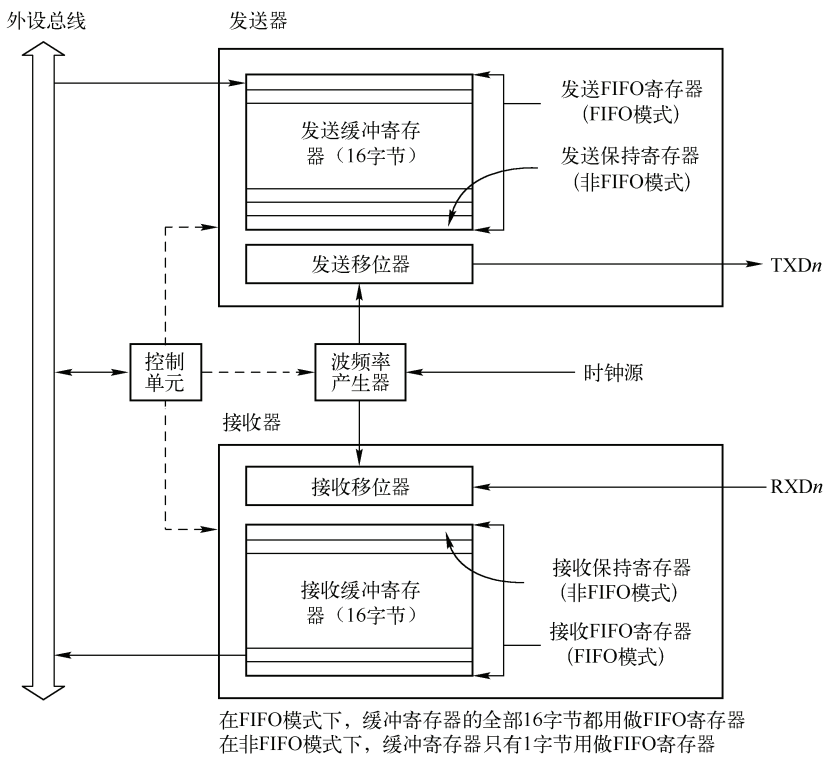 外设总线
发送器
发送缓冲寄存
器（16字节）
发送FIFO寄存器
(FIFO模式)
发送保持寄存器
(非FIFO模式)
发送移位器
TXDn
控制
单元
波频率
产生器
时钟源
接收器
接收移位器
RXDn
接收缓冲寄存
器（16字节）
接收保持寄存器
(非FIFO模式)
接收FIFO寄存器
(FIFO模式)
在FIFO模式下，缓冲寄存器的全部16字节都用做FIFO寄存器
在非FIFO模式下，缓冲寄存器只有1字节用做FIFO寄存器